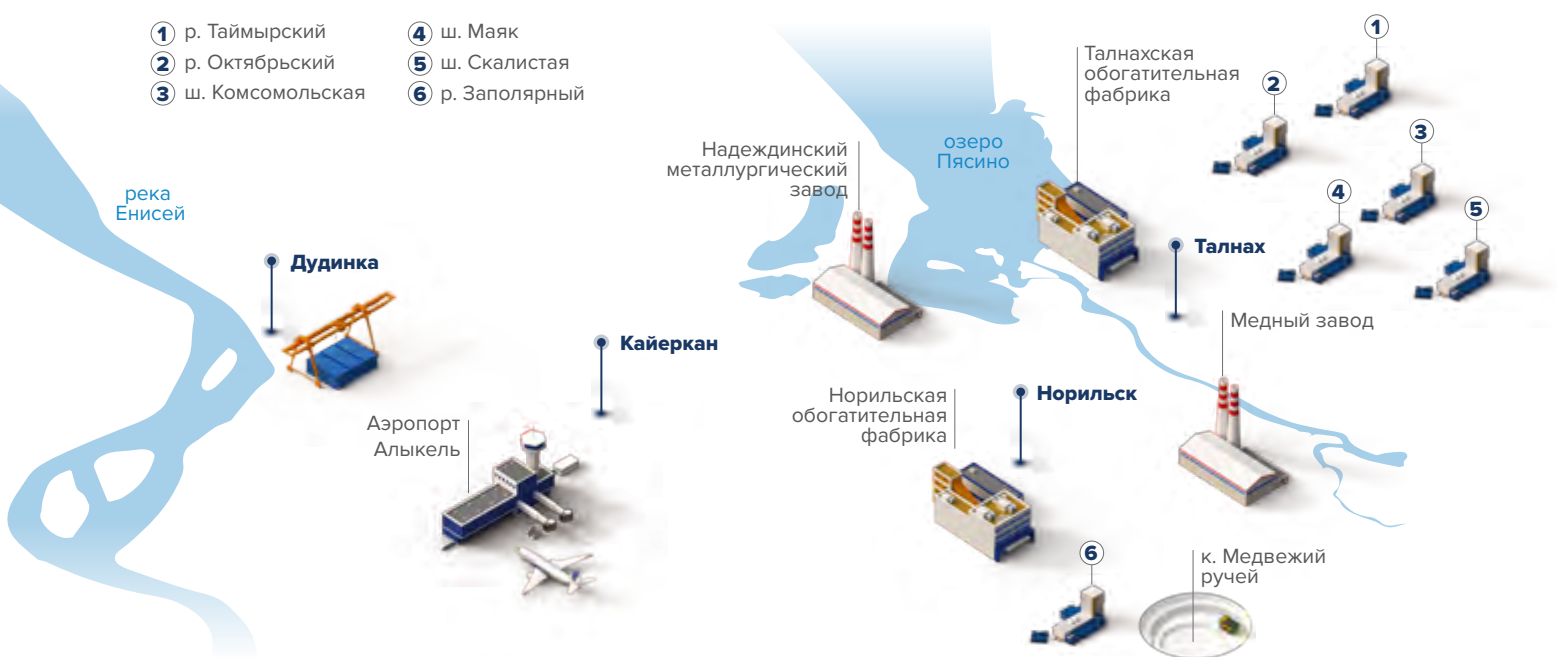 1 р. Таймырский
2 р. Октябрьский
3 ш. Комсомольская
4 ш. Маяк
5 ш. Скалистая
6 р. Заполярный
река
Енисей
Дудинка
Кайеркан
Аэропорт
Алыкель
Надеждинский
металлургический
завод
озеро
Пясино
Талнахская
обогатительная
фабрика
1
2
3
4
5
Талнах
Медный завод
Норильская
обогатительная
фабрика
Норильск
6
к. Медвежий
ручей